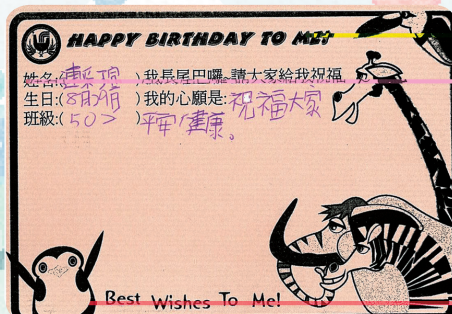 HAPPY BIRTHDAY TO ME!
姓名:( )我長尾巴囉,請大家給我祝福
生日:(8月 )我的心願是:祝福大家
班級:(507 )平安健康。
Best Wishes To Me!